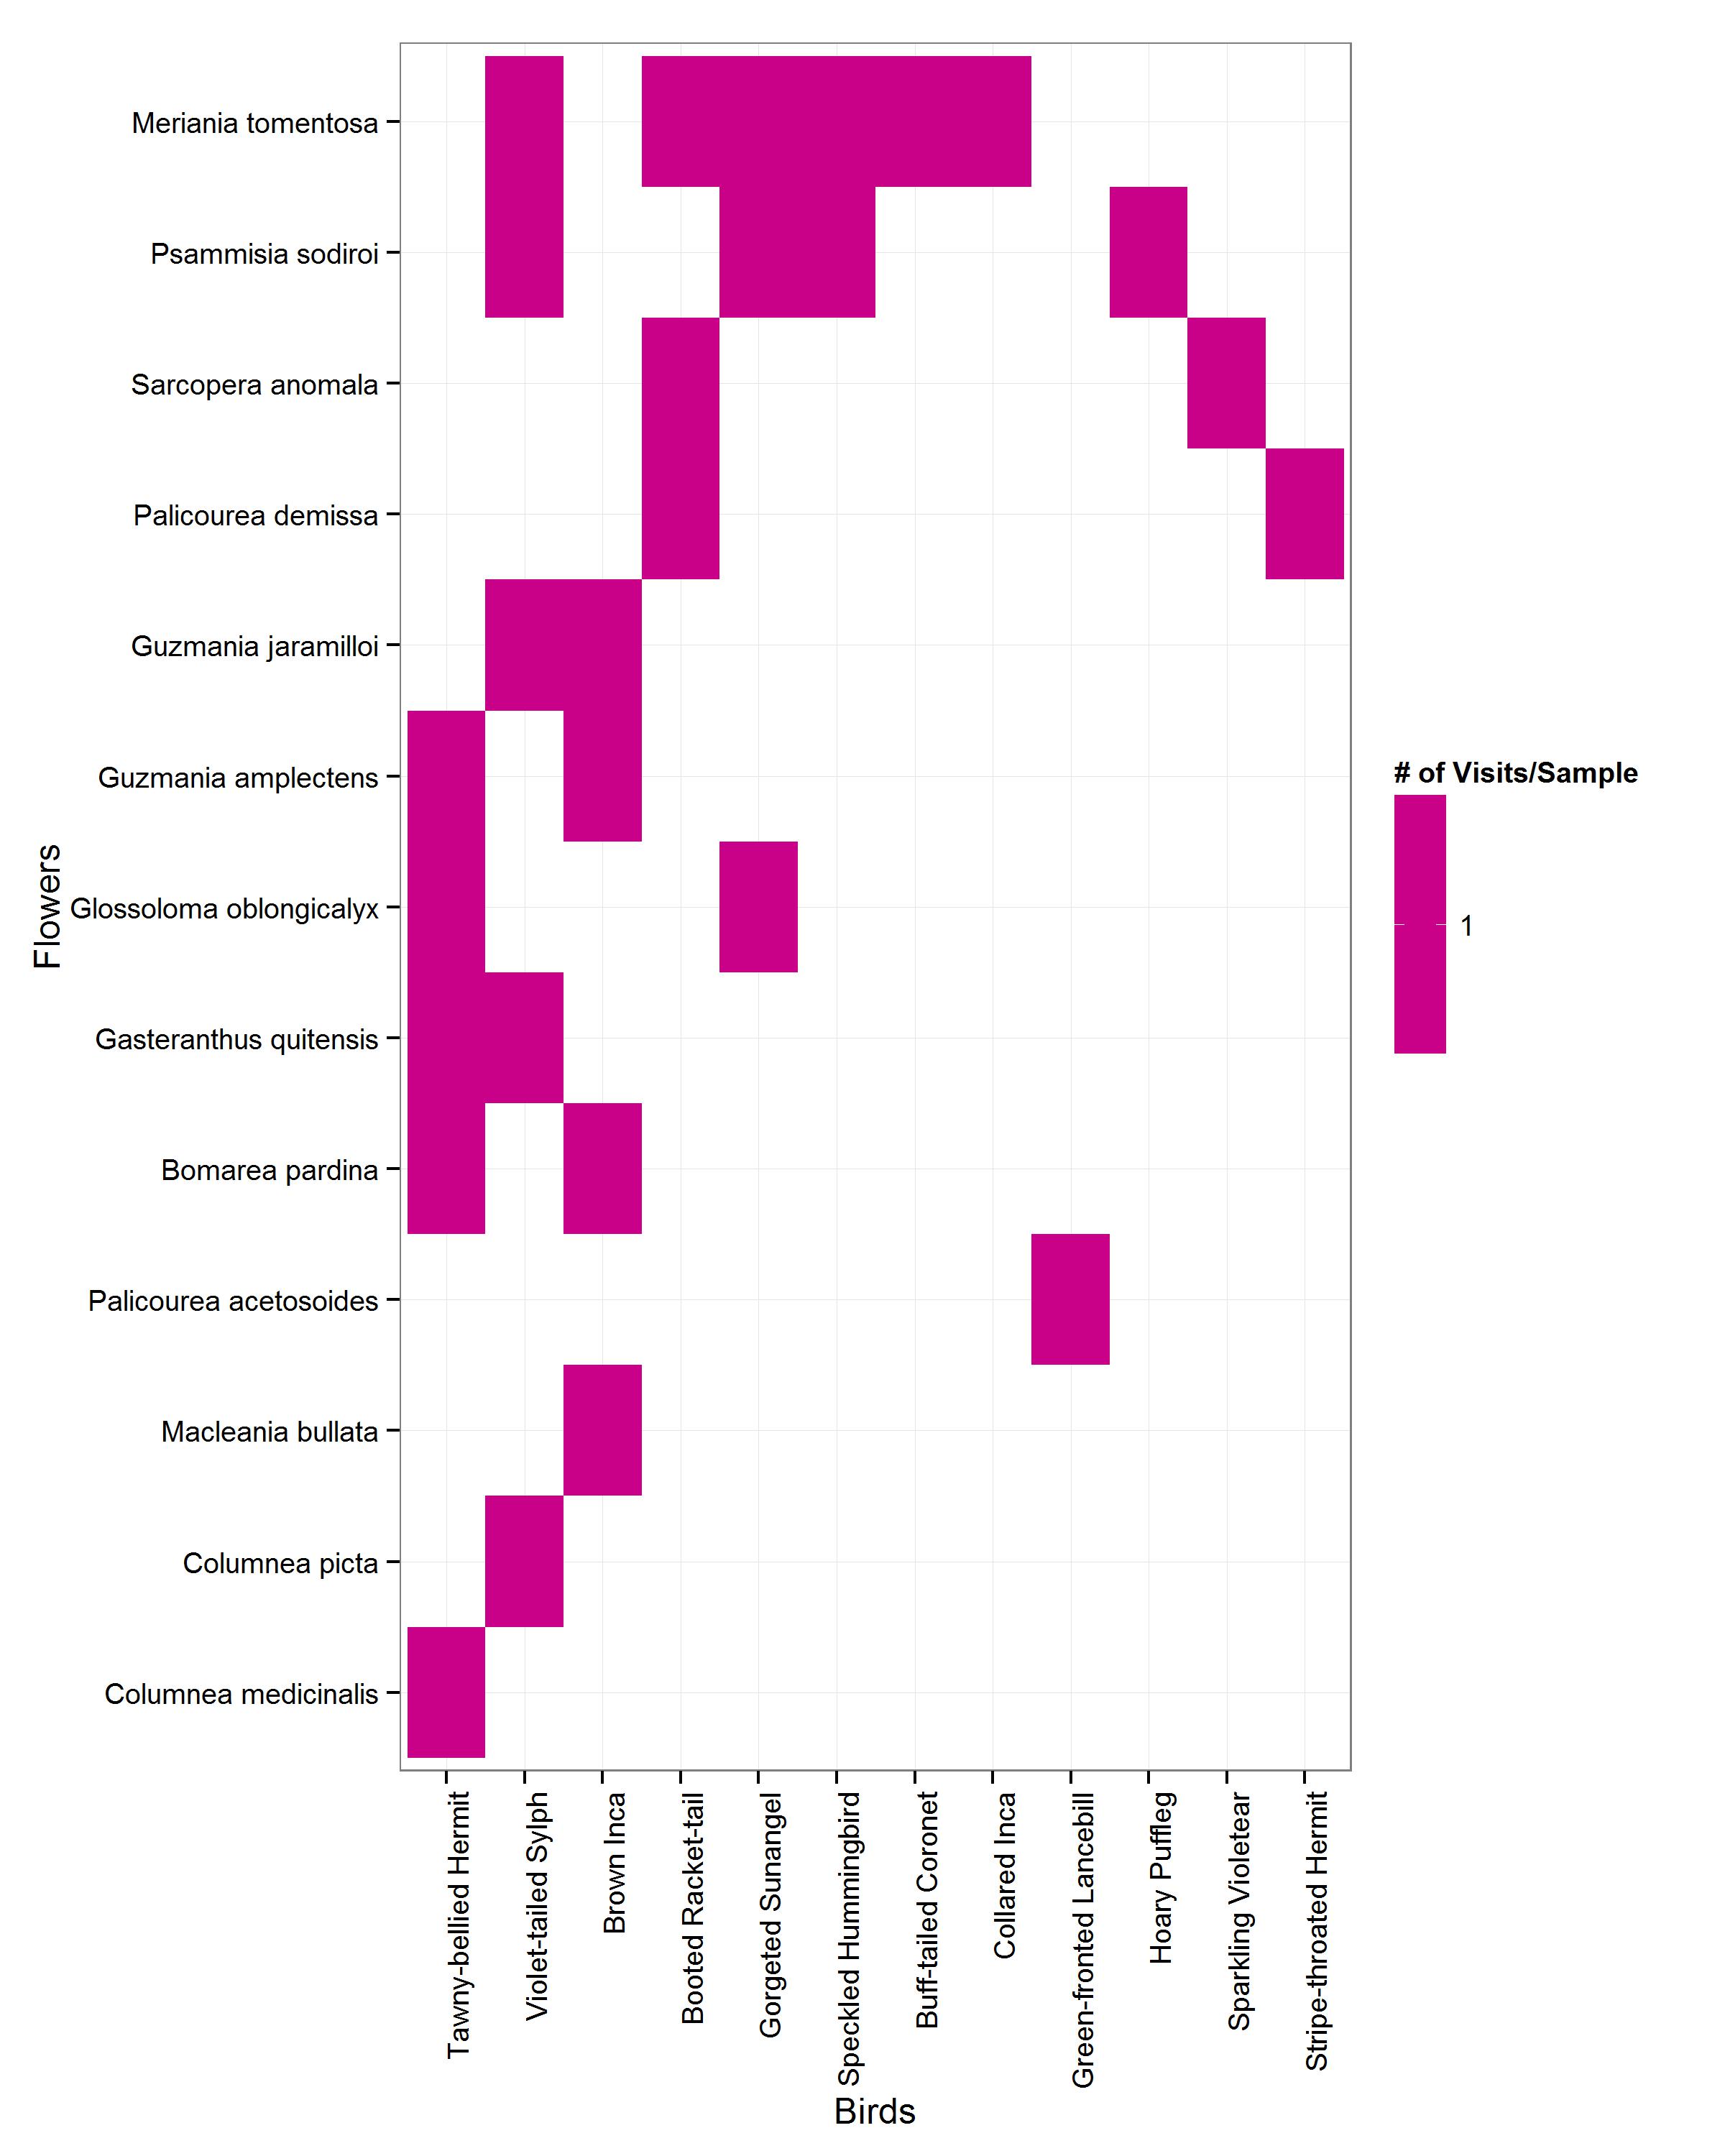 Meriania tomentosa
Psammisia sodiroi
Sarcopera anomala
Palicourea demissa
Guzmania jaramilloi
Guzmania amplectens
Glossoloma oblongicalyx
Gasteranthus quitensis
Bomarea pardina
Palicourea acetosoides
Macleania bullata
Columnea picta
Columnea medicinalis
Flowers
# of Visits/Sample
1
Tawny-bellied Hermit
Violet-tailed Sylph
Brown Inca
Booted Racket-tail
Gorgeted Sunangel
Speckled Hummingbird
Buff-tailed Coronet
Collared Inca
Green-fronted Lancebill
Hoary Puffleg
Sparkling Violetear
Stripe-throated Hermit
Birds